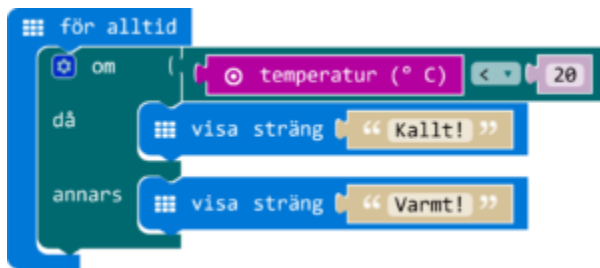 för alltid
om ( temperatur (° C) < 20
då visa sträng “ Kallt! ”
annars visa sträng “ Varmt! ”